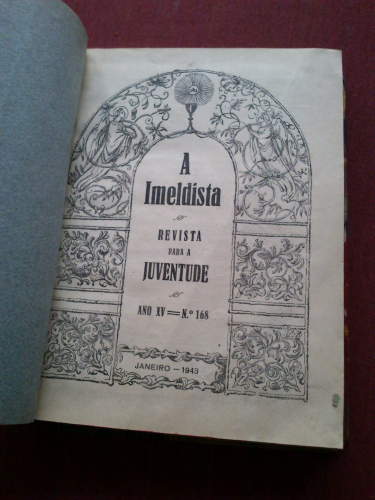 A
Imeldista
REVISTA
PARA A
JUVENTUDE
ANO XV — N.º 168
JANEIRO — 1943